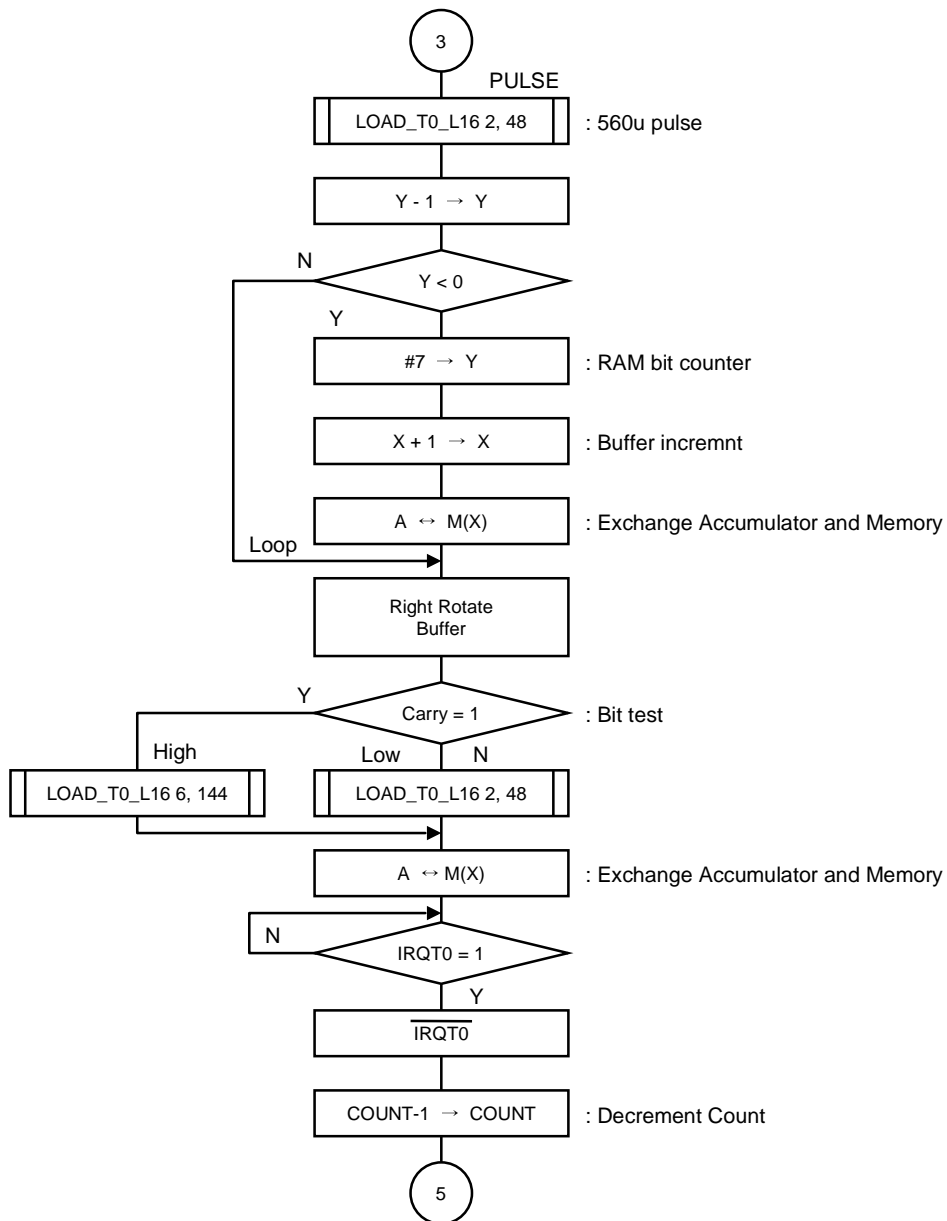 3
PULSE
LOAD_T0_L16 2, 48
: 560u pulse
Y - 1 → Y
N
Y < 0
Y
#7 → Y
: RAM bit counter
X + 1 → X
: Buffer incremnt
A ↔ M(X)
: Exchange Accumulator and Memory
Loop
Right Rotate
Buffer
Y
Carry = 1
: Bit test
High
Low
N
LOAD_T0_L16 6, 144
LOAD_T0_L16 2, 48
A ↔ M(X)
: Exchange Accumulator and Memory
N
IRQT0 = 1
Y
I̅R̅Q̅T̅0̅
COUNT-1 → COUNT
: Decrement Count
5